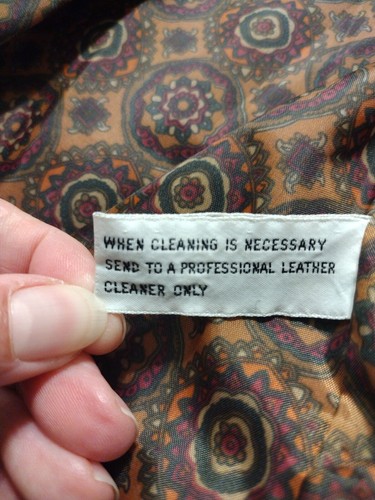 WHEN CLEANING IS NECESSARY
SEND TO A PROFESSIONAL LEATHER
CLEANER ONLY